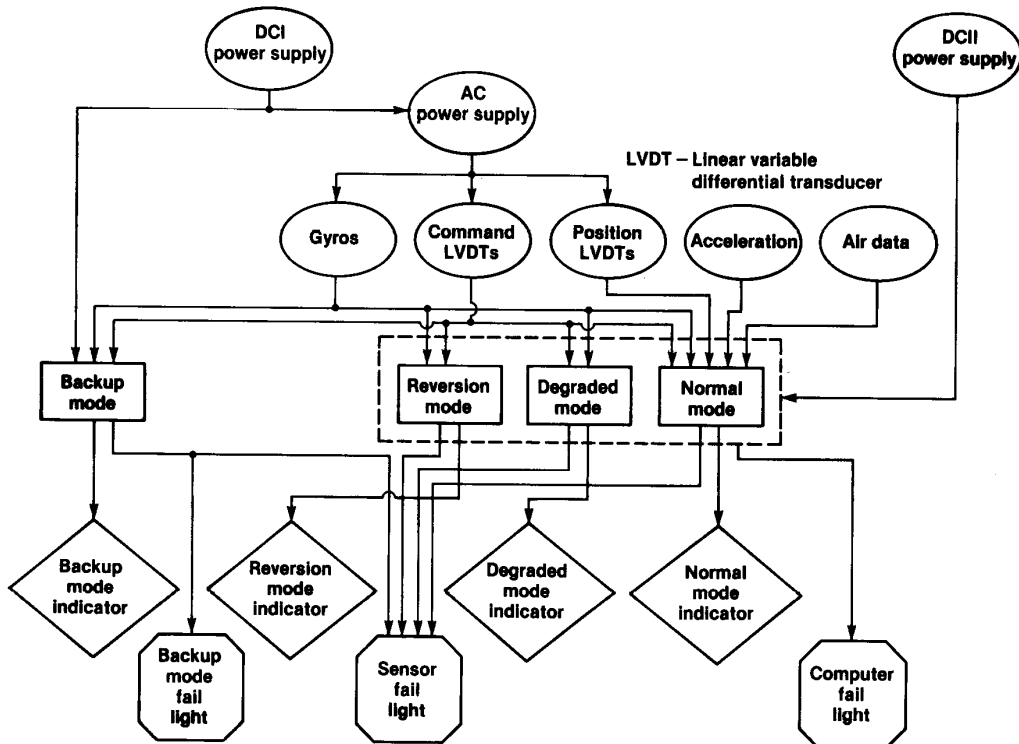 DCI
power supply
DCII
power supply
AC
power supply
LVDT – Linear variable
differential transducer
Gyros
Command
LVDTs
Position
LVDTs
Acceleration
Air data
Backup
mode
Reversion
mode
Degraded
mode
Normal
mode
Backup
mode
indicator
Reversion
mode
indicator
Degraded
mode
indicator
Normal
mode
indicator
Backup
mode
fail
light
Sensor
fail
light
Computer
fail
light